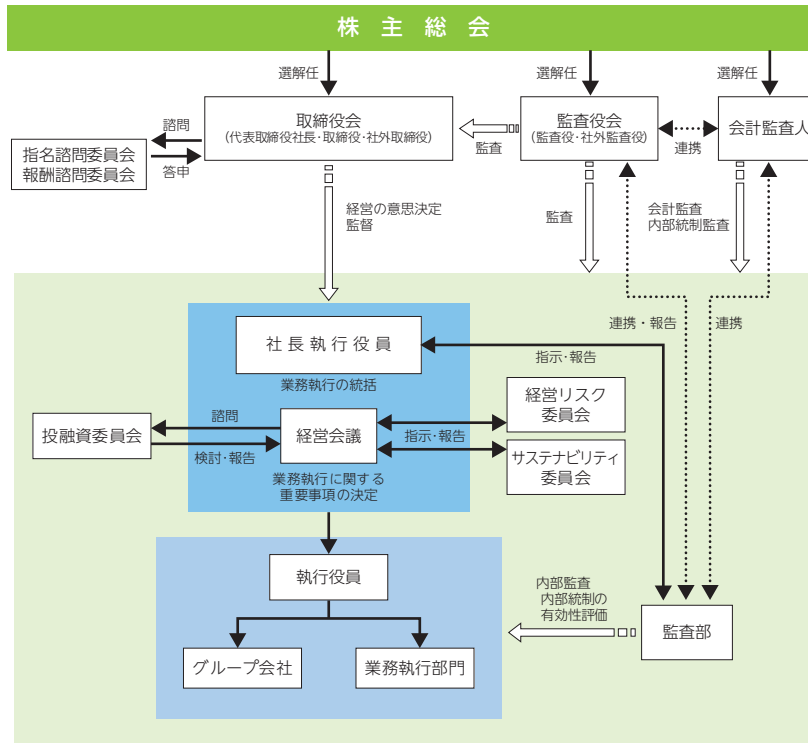 株主総会
選解任
選解任
選解任
取締役会
(代表取締役社長・取締役・社外取締役)
監査役会
(監査役・社外監査役)
会計監査人
諮問
答申
指名諮問委員会
報酬諮問委員会
監査
連携
経営の意思決定
監督
監査
会計監査
内部統制監査
社長執行役員
業務執行の統括
連携・報告
連携
指示・報告
投融資委員会
諮問
検討・報告
経営会議
業務執行に関する
重要事項の決定
指示・報告
経営リスク
委員会
サステナビリティ
委員会
執行役員
グループ会社
業務執行部門
内部監査
内部統制の
有効性評価
監査部